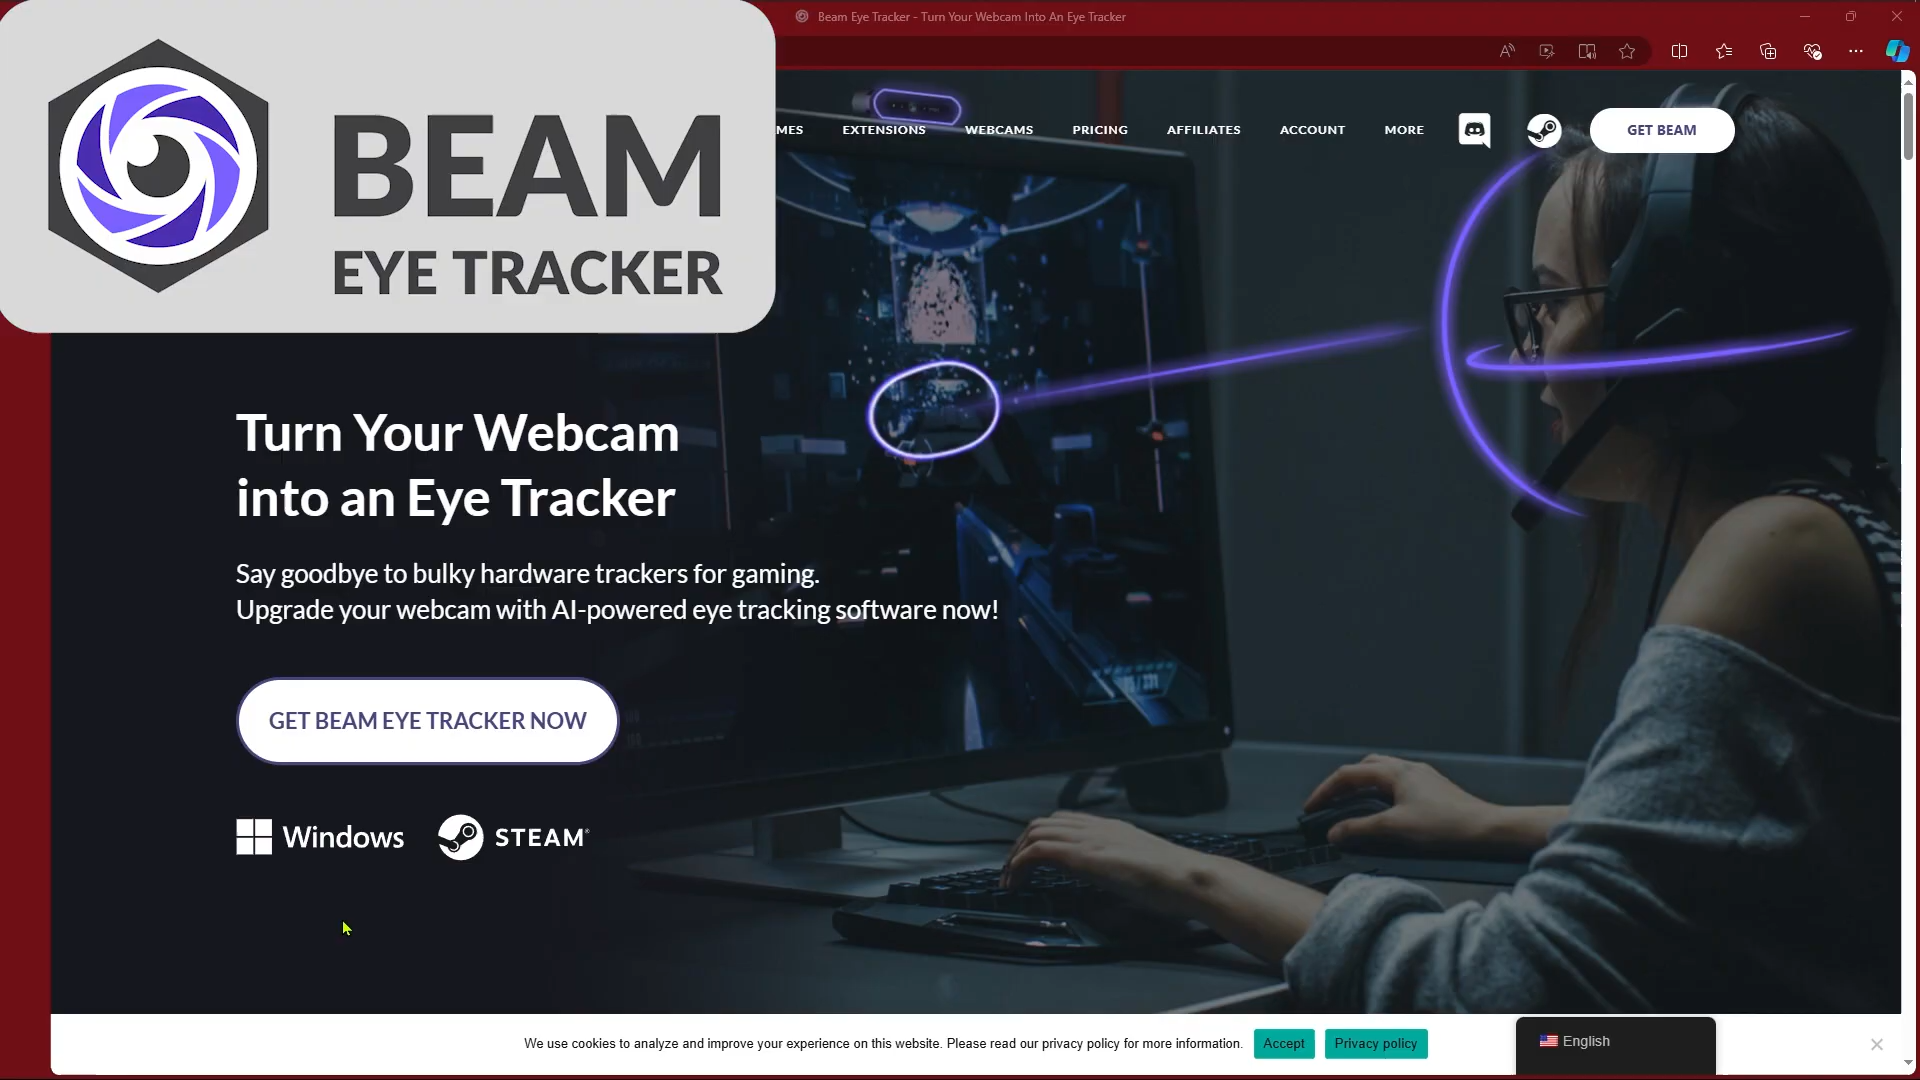 Beam Eye Tracker - Turn Your Webcam Into An Eye Tracker
BEAM
EYE TRACKER
MES
EXTENSIONS
WEBCAMS
PRICING
AFFILIATES
ACCOUNT
MORE
GET BEAM
Turn Your Webcam
into an Eye Tracker
Say goodbye to bulky hardware trackers for gaming.
Upgrade your webcam with AI-powered eye tracking software now!
GET BEAM EYE TRACKER NOW
Windows
STEAM
We use cookies to analyze and improve your experience on this website. Please read our privacy policy for more information.
Accept
Privacy policy
English